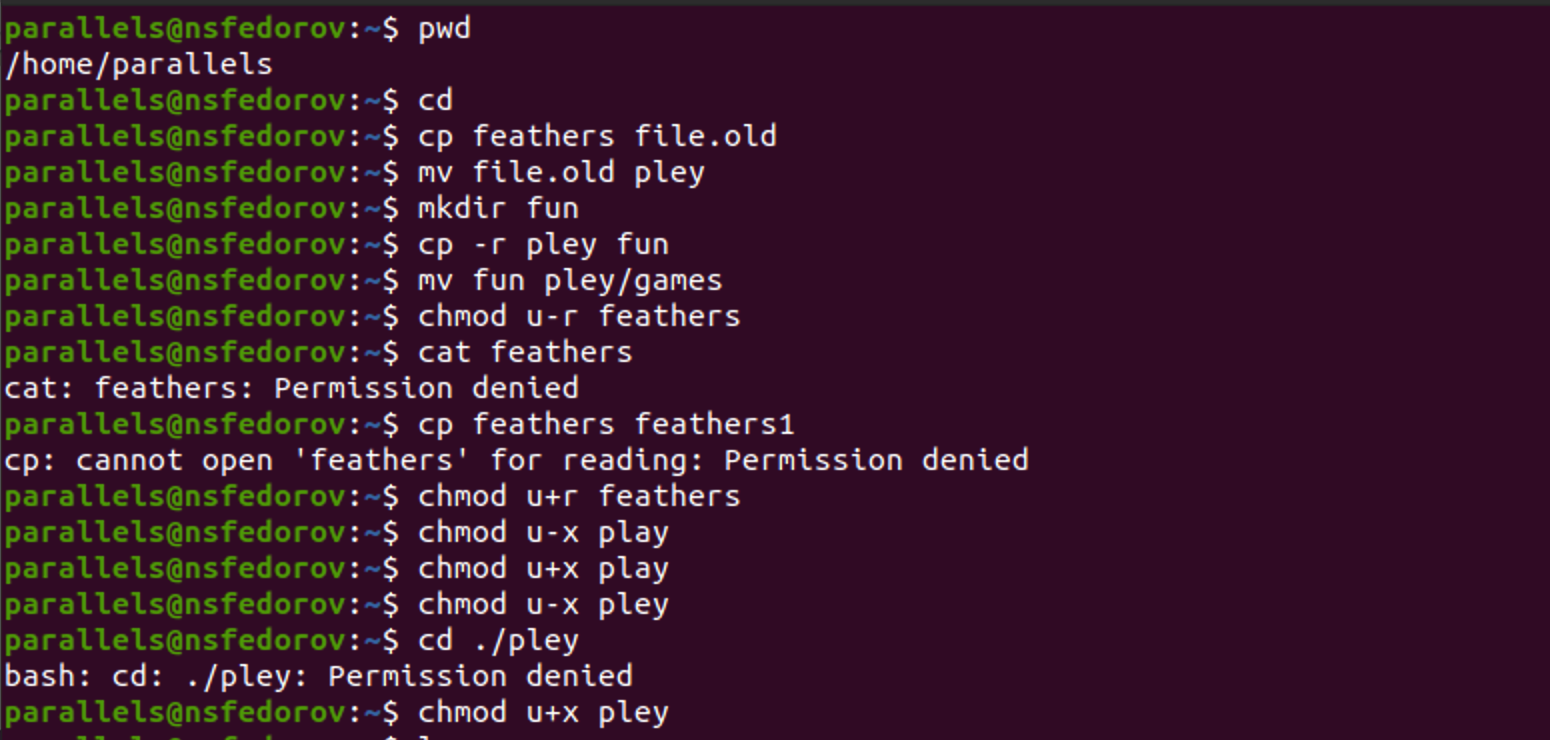 parallels@nsfedorov:~$ pwd
/home/parallels
parallels@nsfedorov:~$ cd
parallels@nsfedorov:~$ cp feathers file.old
parallels@nsfedorov:~$ mv file.old pley
parallels@nsfedorov:~$ mkdir fun
parallels@nsfedorov:~$ cp -r pley fun
parallels@nsfedorov:~$ mv fun pley/games
parallels@nsfedorov:~$ chmod u-r feathers
parallels@nsfedorov:~$ cat feathers
cat: feathers: Permission denied
parallels@nsfedorov:~$ cp feathers feathers1
cp: cannot open 'feathers' for reading: Permission denied
parallels@nsfedorov:~$ chmod u+r feathers
parallels@nsfedorov:~$ chmod u-x play
parallels@nsfedorov:~$ chmod u+x play
parallels@nsfedorov:~$ chmod u-x pley
parallels@nsfedorov:~$ cd ./pley
bash: cd: ./pley: Permission denied
parallels@nsfedorov:~$ chmod u+x pley